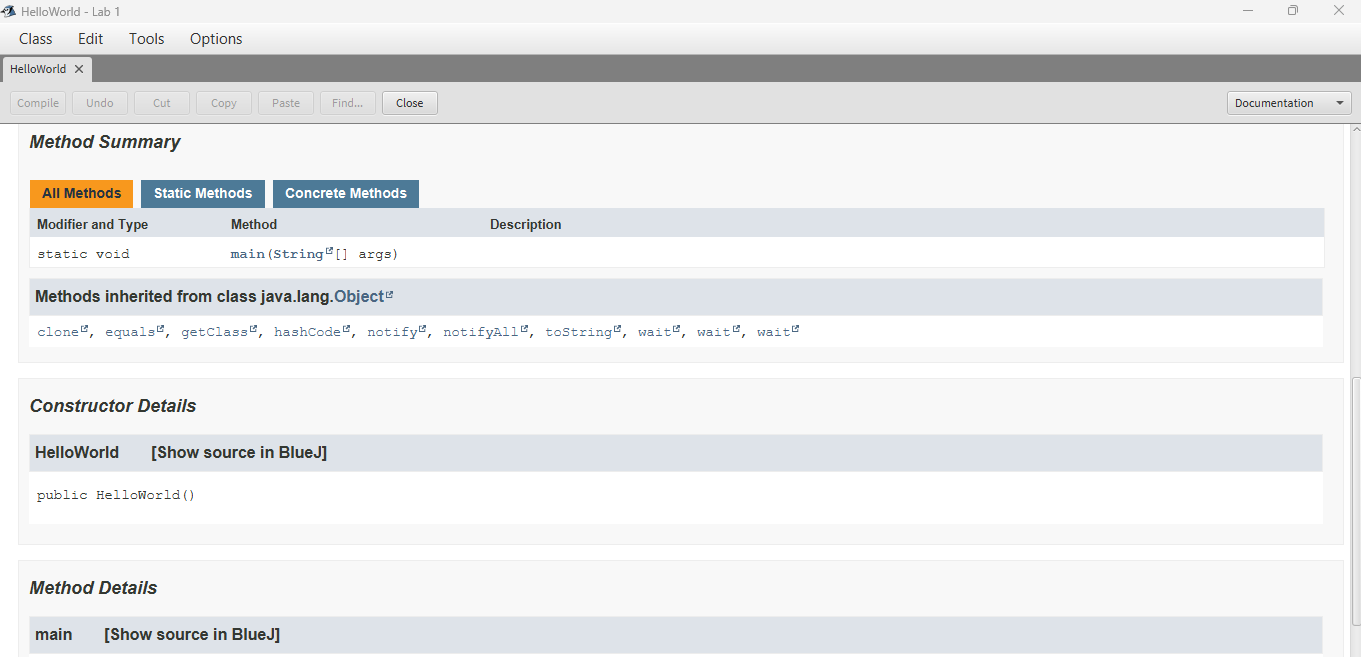 HelloWorld - Lab 1
Class Edit Tools Options
HelloWorld
Compile Undo Cut Copy Paste Find... Close Documentation
Method Summary
All Methods Static Methods Concrete Methods
Modifier and Type Method Description
static void main(String[] args)
Methods inherited from class java.lang.Object
clone, equals, getClass, hashCode, notify, notifyAll, toString, wait, wait, wait
Constructor Details
HelloWorld [Show source in BlueJ]
public HelloWorld()
Method Details
main [Show source in BlueJ]